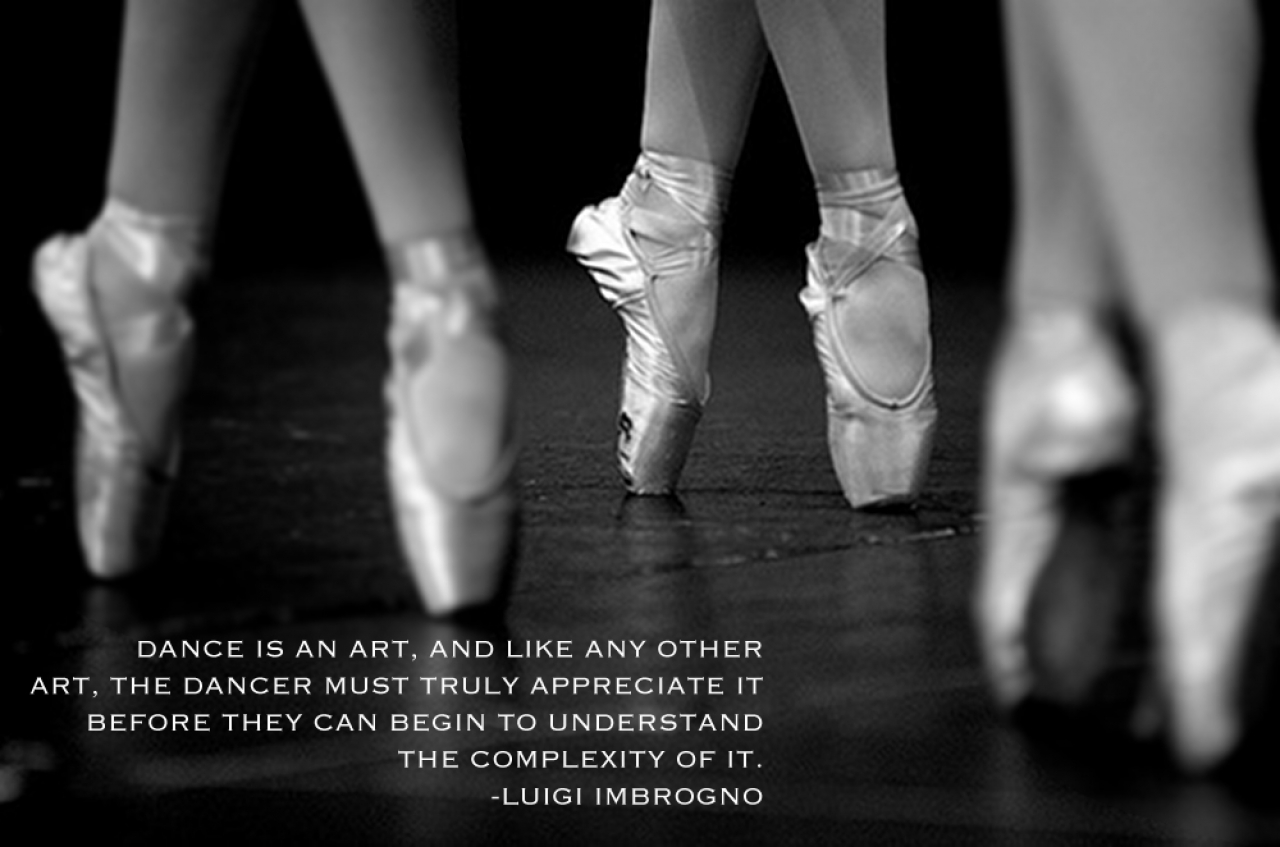 DANCE IS AN ART, AND LIKE ANY OTHER
ART, THE DANCER MUST TRULY APPRECIATE IT
BEFORE THEY CAN BEGIN TO UNDERSTAND
THE COMPLEXITY OF IT.
-LUIGI IMBROGNO